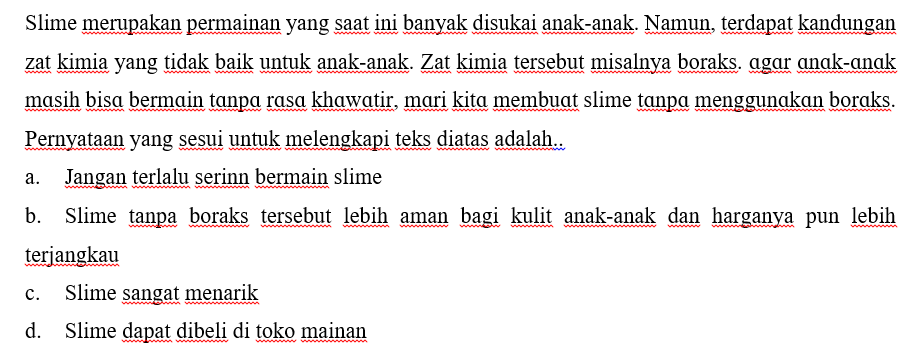 Slime merupakan permainan yang saat ini banyak disukai anak-anak. Namun, terdapat kandungan
zat kimia yang tidak baik untuk anak-anak. Zat kimia tersebut misalnya boraks. agar anak-anak
masih bisa bermain tanpa rasa khawatir, mari kita membuat slime tanpa menggunakan boraks.
Pernyataan yang sesui untuk melengkapi teks diatas adalah..
a. Jangan terlalu serinn bermain slime
b. Slime tanpa boraks tersebut lebih aman bagi kulit anak-anak dan harganya pun lebih
terjangkau
c. Slime sangat menarik
d. Slime dapat dibeli di toko mainan